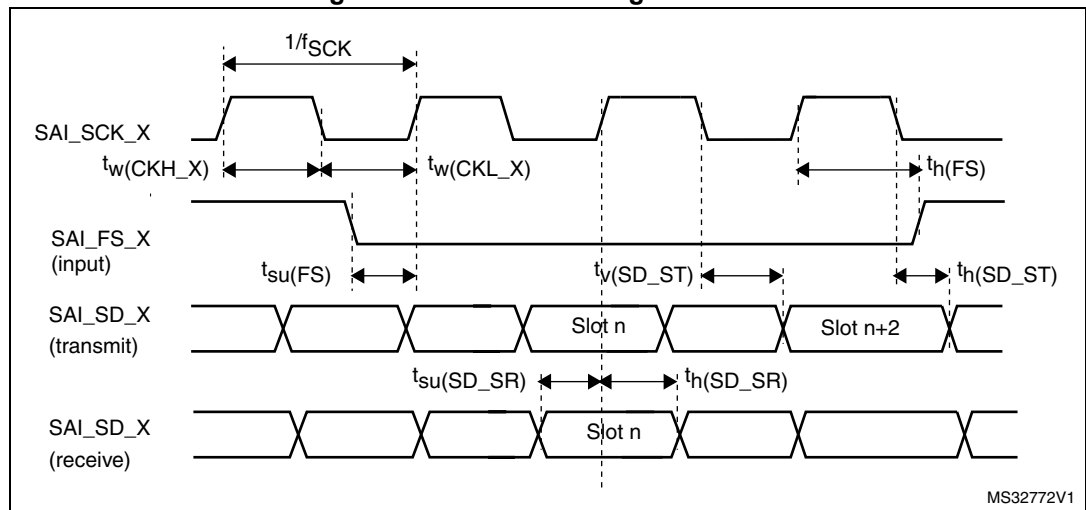 1/fSCK
SAI_SCK_X
tw(CKH_X)
tw(CKL_X)
th(FS)
SAI_FS_X
(input)
tsu(FS)
tv(SD_ST)
th(SD_ST)
SAI_SD_X
(transmit)
Slot n
Slot n+2
tsu(SD_SR)
th(SD_SR)
SAI_SD_X
(receive)
Slot n
MS32772V1